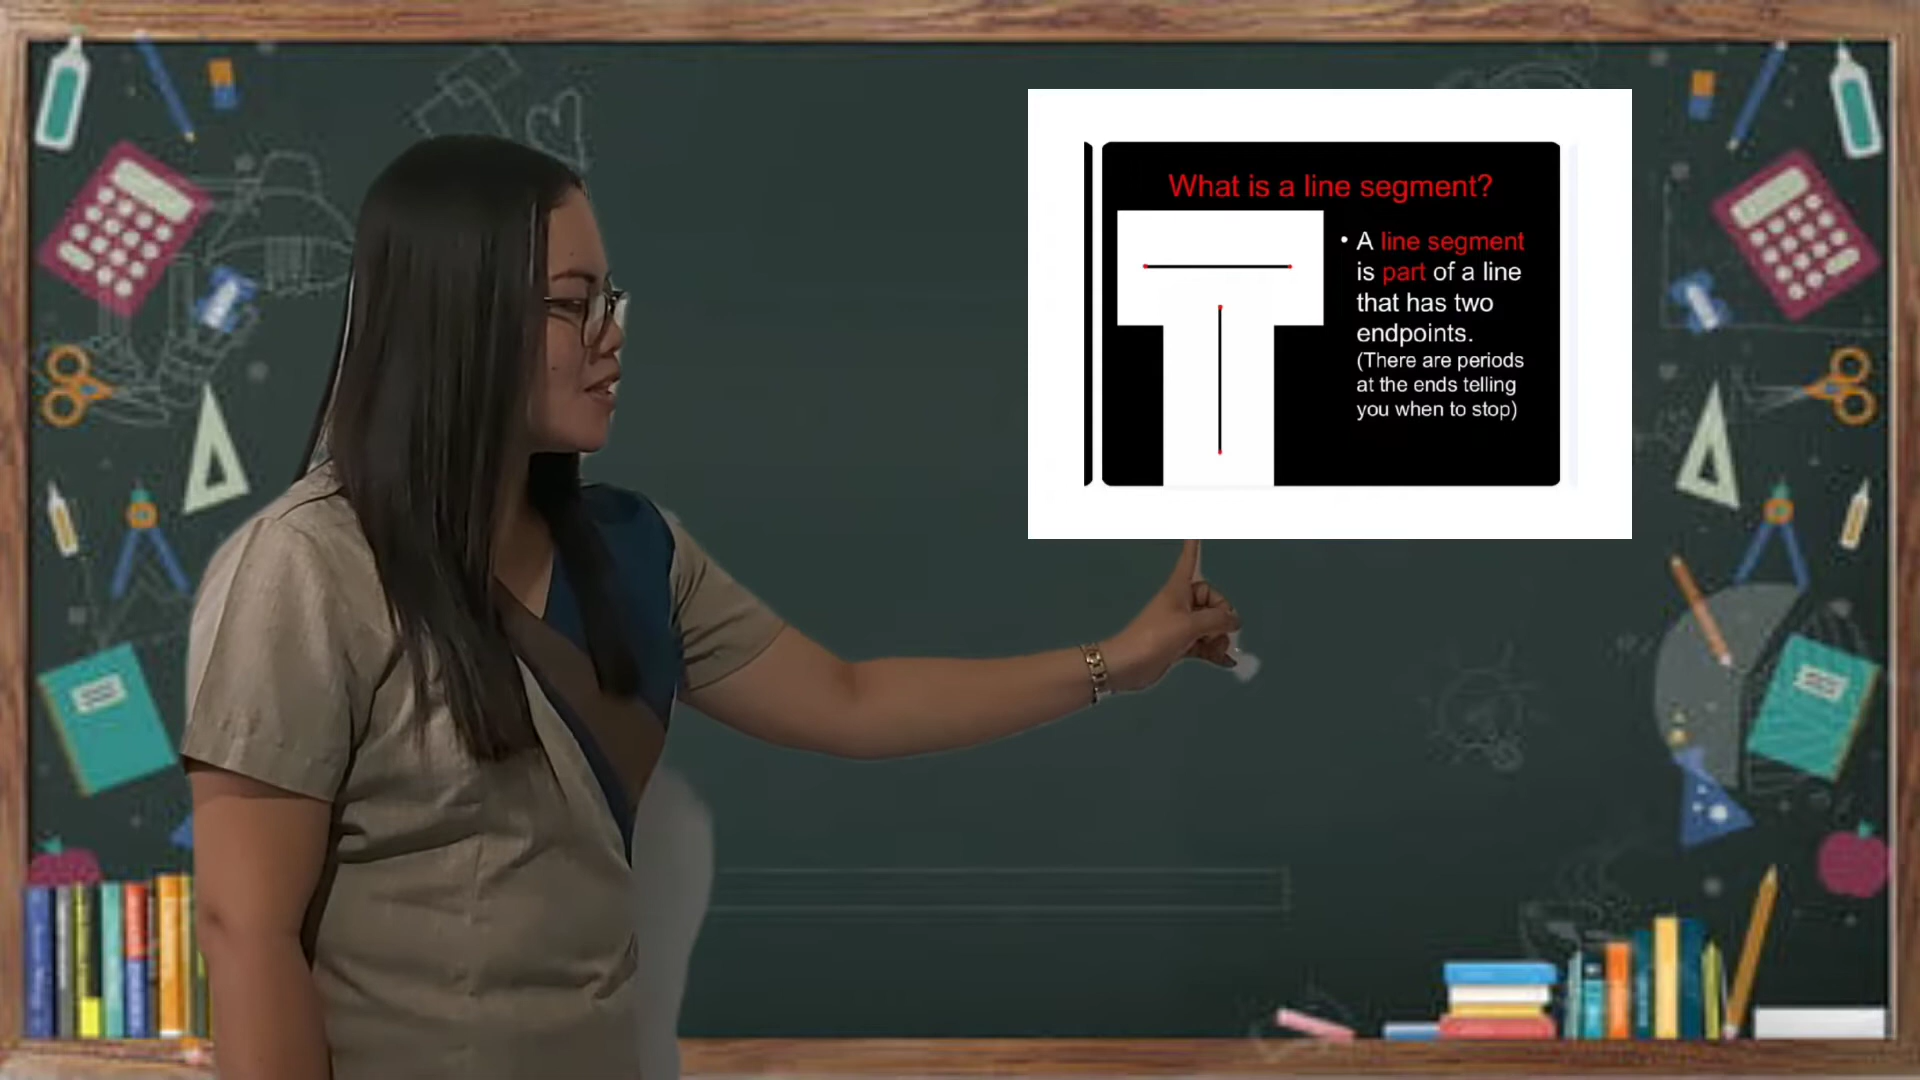 What is a line segment?
• A line segment
is part of a line
that has two
endpoints.
(There are periods
at the ends telling
you when to stop)